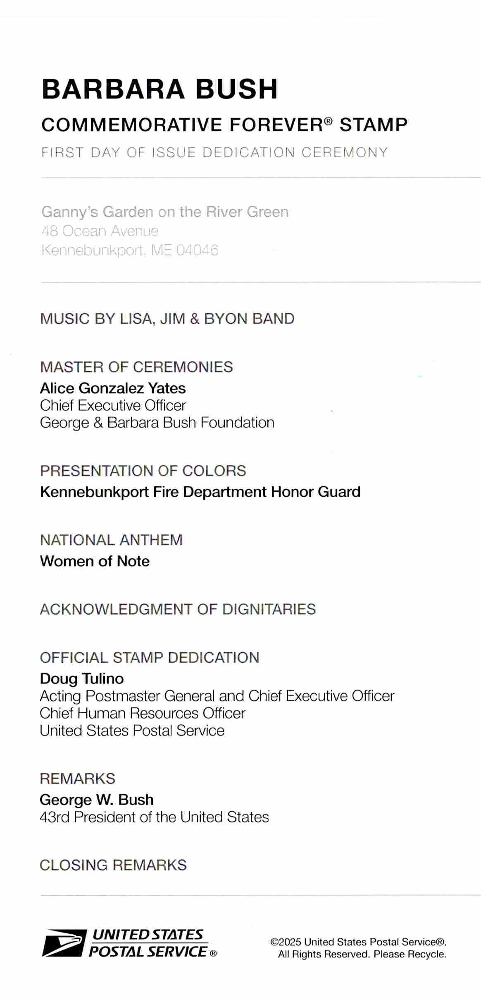 BARBARA BUSH
COMMEMORATIVE FOREVER® STAMP
FIRST DAY OF ISSUE DEDICATION CEREMONY
Ganny's Garden on the River Green
48 Ocean Avenue
Kennebunkport, ME 04046
MUSIC BY LISA, JIM & BYON BAND
MASTER OF CEREMONIES
Alice Gonzalez Yates
Chief Executive Officer
George & Barbara Bush Foundation
PRESENTATION OF COLORS
Kennebunkport Fire Department Honor Guard
NATIONAL ANTHEM
Women of Note
ACKNOWLEDGMENT OF DIGNITARIES
OFFICIAL STAMP DEDICATION
Doug Tulino
Acting Postmaster General and Chief Executive Officer
Chief Human Resources Officer
United States Postal Service
REMARKS
George W. Bush
43rd President of the United States
CLOSING REMARKS
UNITED STATES
POSTAL SERVICE®
©2025 United States Postal Service®.
All Rights Reserved. Please Recycle.